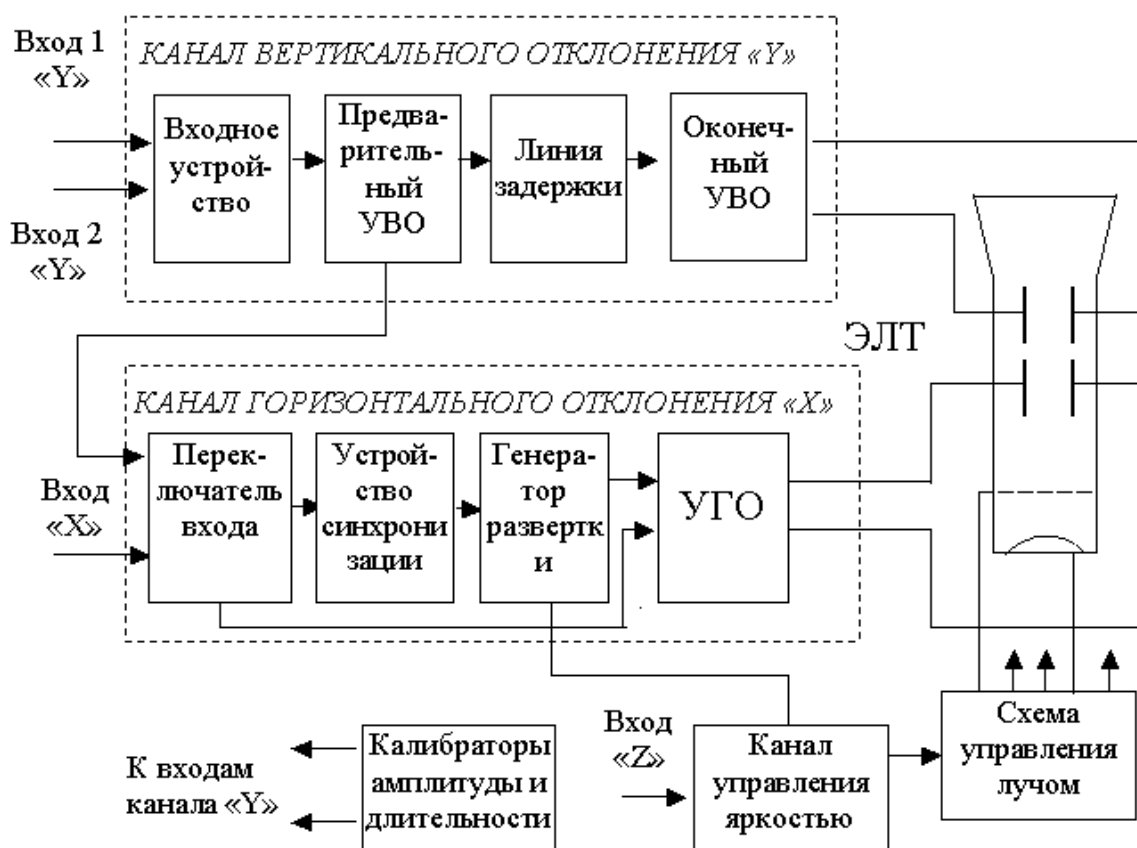 Вход 1
«Y»
Вход 2
«Y»
КАНАЛ ВЕРТИКАЛЬНОГО ОТКЛОНЕНИЯ «Y»
Входное
устрой-
ство
Предва-
ритель-
ный
УВО
Линия
задержки
Оконеч-
ный
УВО
ЭЛТ
КАНАЛ ГОРИЗОНТАЛЬНОГО ОТКЛОНЕНИЯ «X»
Вход
«X»
Перек-
лючатель
входа
Устрой-
ство
синхрони
зации
Генера-
тор
развертк
и
УГО
К входам
канала «Y»
Калибраторы
амплитуды и
длительности
Вход
«Z»
Канал
управления
яркостью
Схема
управления
лучом